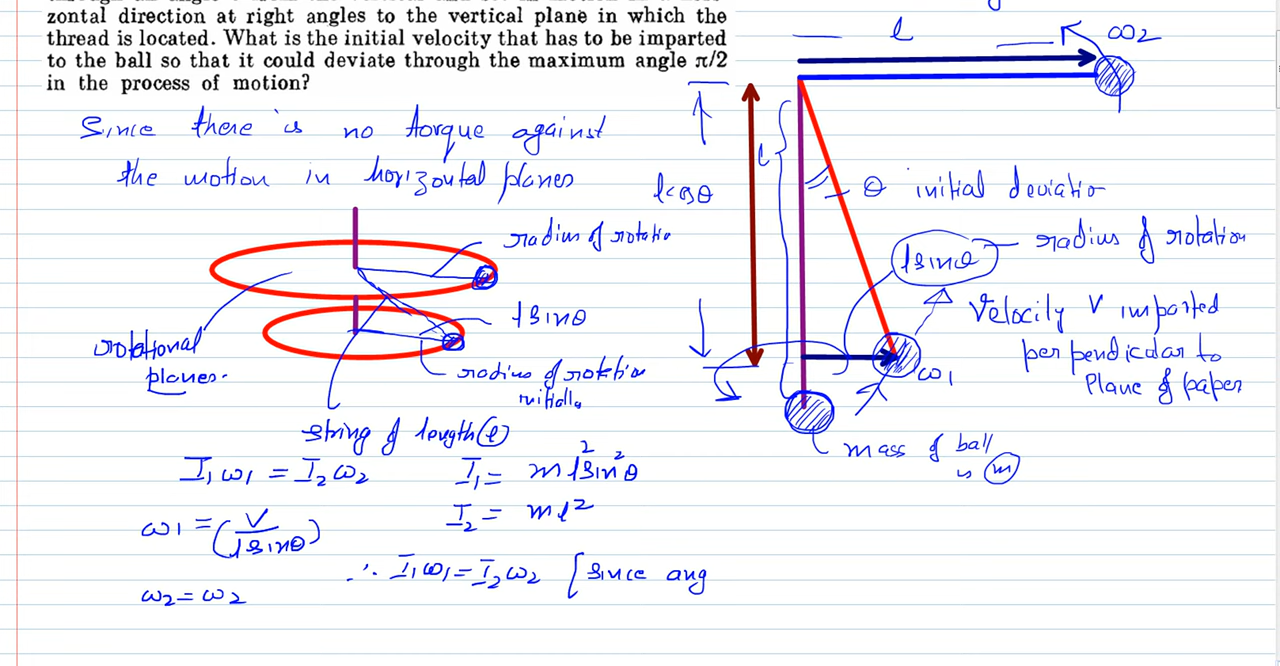 zontal direction at right angles to the vertical plane in which the
thread is located. What is the initial velocity that has to be imparted
to the ball so that it could deviate through the maximum angle π/2
in the process of motion?
Since there is no torque against
the motion in horizontal planes
radius of rotatio
lsinθ
rotational
planes.
radius of rotation
initially
string of length(l)
I₁ω₁ = I₂ω₂
I₁ = ml²sin²θ
ω1 = (V/lsinθ)
I₂ = ml²
∴ I₁ω₁ = I₂ω₂ [since ang
ω₂ = ω₂
l
ω2
l
lcosθ
θ initial deviatio
lsinθ
radius of rotation
Velocity V imparted
perpendicular to
Plane of paper
ω1
mass of ball
is m